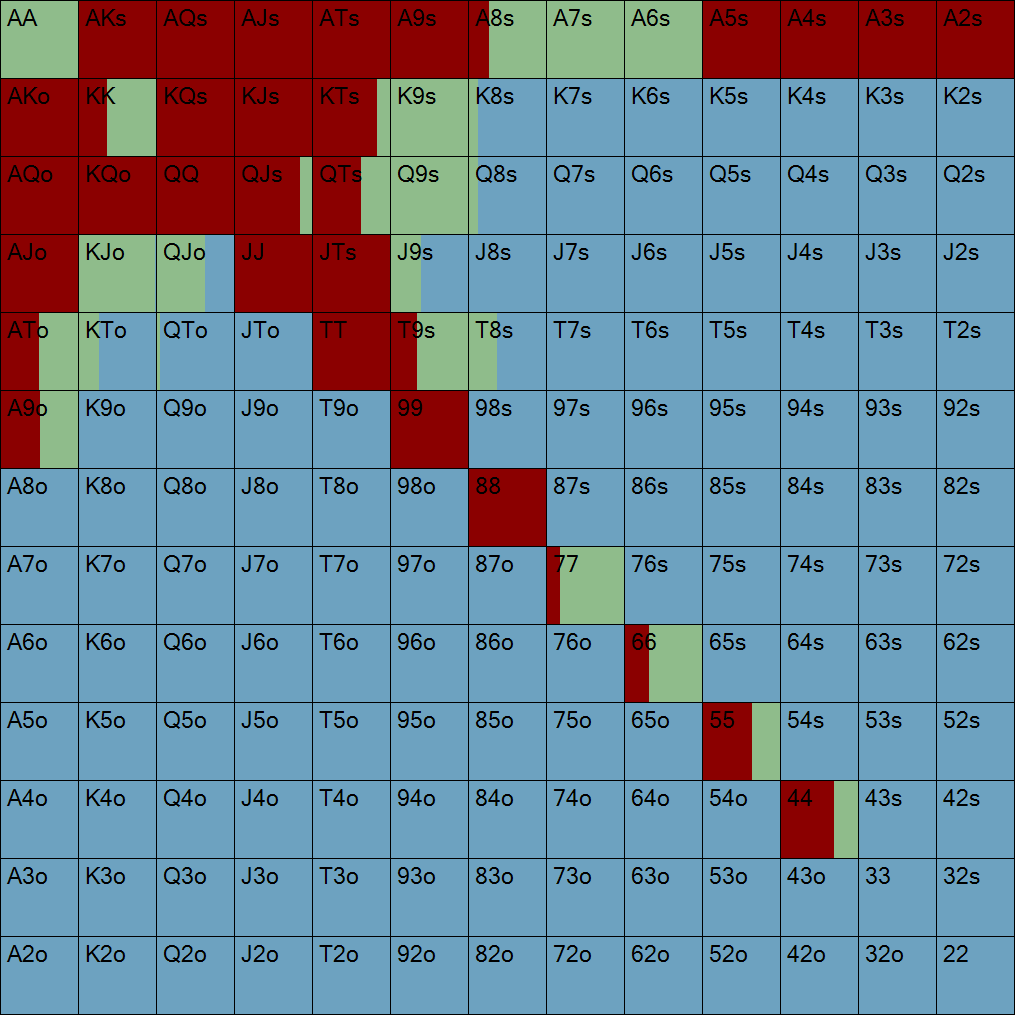 AA AKs AQs AJs ATs A9s A8s A7s A6s A5s A4s A3s A2s
AKo KK KQs KJs KTs K9s K8s K7s K6s K5s K4s K3s K2s
AQo KQo QQ QJs QTs Q9s Q8s Q7s Q6s Q5s Q4s Q3s Q2s
AJo KJo QJo JJ JTs J9s J8s J7s J6s J5s J4s J3s J2s
ATo KTo QTo JTo TT T9s T8s T7s T6s T5s T4s T3s T2s
A9o K9o Q9o J9o T9o 99 98s 97s 96s 95s 94s 93s 92s
A8o K8o Q8o J8o T8o 98o 88 87s 86s 85s 84s 83s 82s
A7o K7o Q7o J7o T7o 97o 87o 77 76s 75s 74s 73s 72s
A6o K6o Q6o J6o T6o 96o 86o 76o 66 65s 64s 63s 62s
A5o K5o Q5o J5o T5o 95o 85o 75o 65o 55 54s 53s 52s
A4o K4o Q4o J4o T4o 94o 84o 74o 64o 54o 44 43s 42s
A3o K3o Q3o J3o T3o 93o 83o 73o 63o 53o 43o 33 32s
A2o K2o Q2o J2o T2o 92o 82o 72o 62o 52o 42o 32o 22